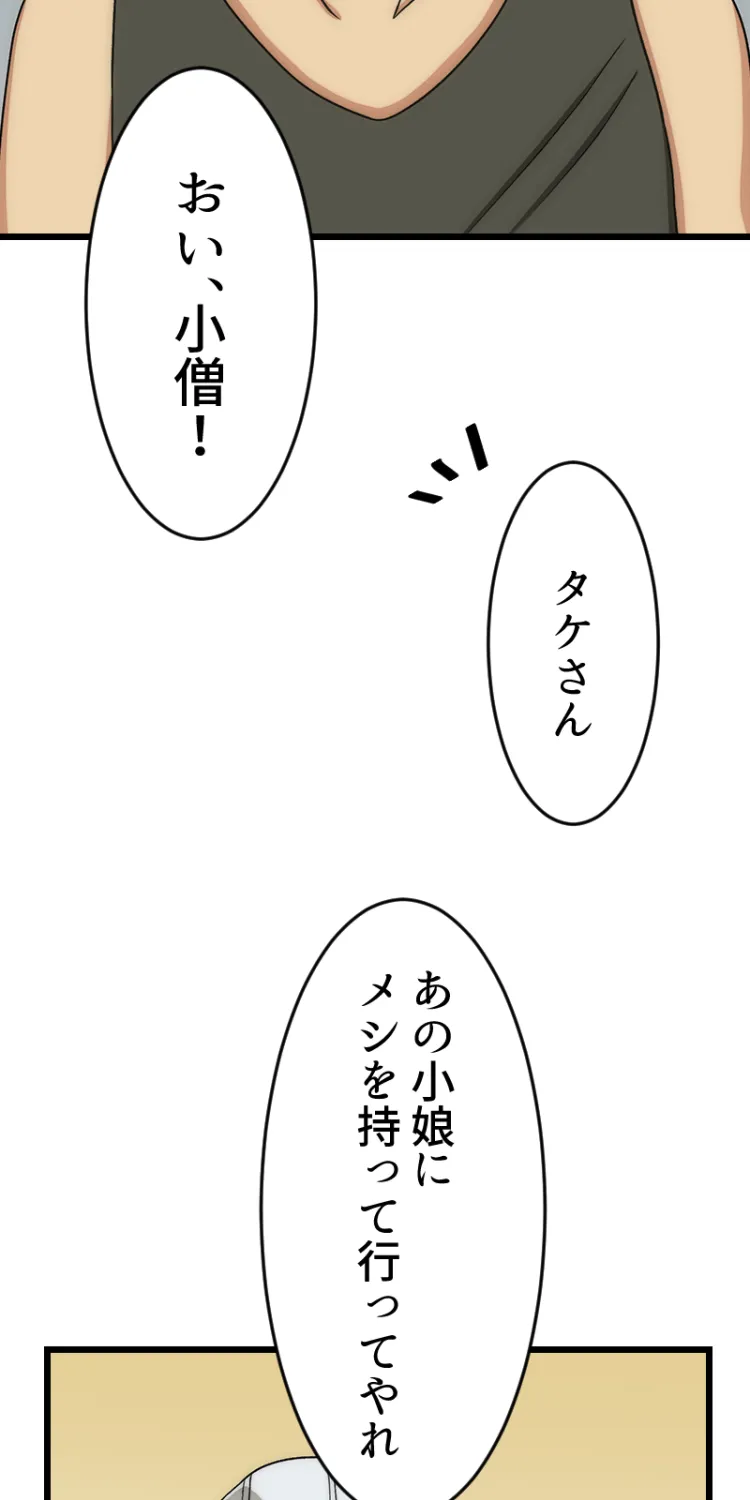 おい、小僧！
タケさん
あの小娘に
メシを持って行ってやれ